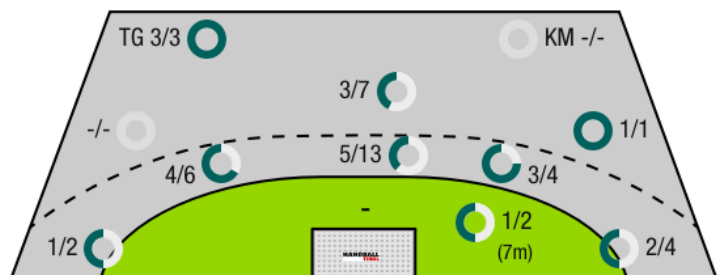 TG 3/3
KM -/-
3/7
-/-
1/1
4/6
5/13
3/4
-
1/2
(7m)
1/2
2/4
HANDBALL